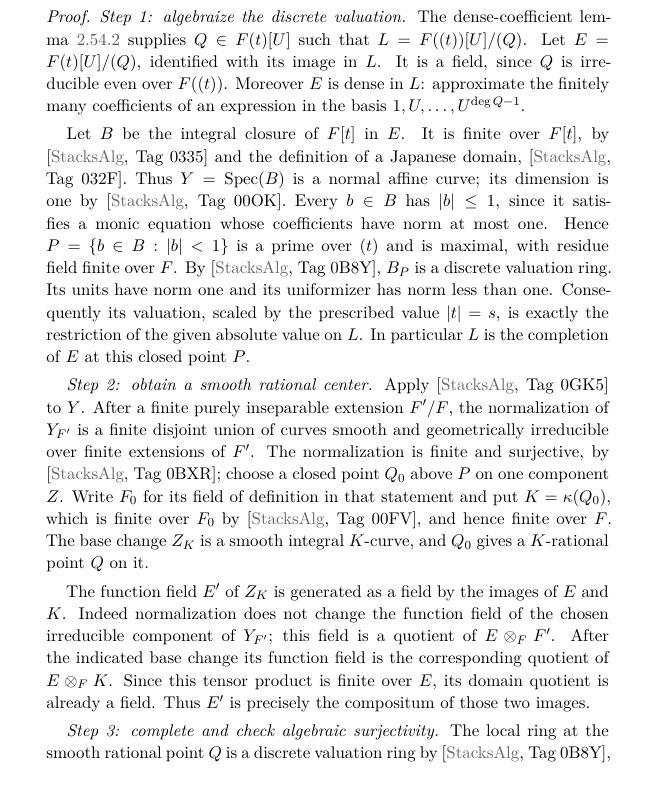 Proof. Step 1: algebraize the discrete valuation. The dense-coefficient lem-
ma 2.54.2 supplies Q ∈ F(t)[U] such that L = F((t))[U]/(Q). Let E =
F(t)[U]/(Q), identified with its image in L. It is a field, since Q is irre-
ducible even over F((t)). Moreover E is dense in L: approximate the finitely
many coefficients of an expression in the basis 1, U, . . . , U^{deg Q−1}.
Let B be the integral closure of F[t] in E. It is finite over F[t], by
[StacksAlg, Tag 0335] and the definition of a Japanese domain, [StacksAlg,
Tag 032F]. Thus Y = Spec(B) is a normal affine curve; its dimension is
one by [StacksAlg, Tag 00OK]. Every b ∈ B has |b| ≤ 1, since it satis-
fies a monic equation whose coefficients have norm at most one. Hence
P = {b ∈ B : |b| < 1} is a prime over (t) and is maximal, with residue
field finite over F. By [StacksAlg, Tag 0B8Y], B_P is a discrete valuation ring.
Its units have norm one and its uniformizer has norm less than one. Conse-
quently its valuation, scaled by the prescribed value |t| = s, is exactly the
restriction of the given absolute value on L. In particular L is the completion
of E at this closed point P.
Step 2: obtain a smooth rational center. Apply [StacksAlg, Tag 0GK5]
to Y. After a finite purely inseparable extension F′/F, the normalization of
Y_{F′} is a finite disjoint union of curves smooth and geometrically irreducible
over finite extensions of F′. The normalization is finite and surjective, by
[StacksAlg, Tag 0BXR]; choose a closed point Q₀ above P on one component
Z. Write F₀ for its field of definition in that statement and put K = κ(Q₀),
which is finite over F₀ by [StacksAlg, Tag 00FV], and hence finite over F.
The base change Z_K is a smooth integral K-curve, and Q₀ gives a K-rational
point Q on it.
The function field E′ of Z_K is generated as a field by the images of E and
K. Indeed normalization does not change the function field of the chosen
irreducible component of Y_{F′}; this field is a quotient of E ⊗_F F′. After
the indicated base change its function field is the corresponding quotient of
E ⊗_F K. Since this tensor product is finite over E, its domain quotient is
already a field. Thus E′ is precisely the compositum of those two images.
Step 3: complete and check algebraic surjectivity. The local ring at the
smooth rational point Q is a discrete valuation ring by [StacksAlg, Tag 0B8Y],